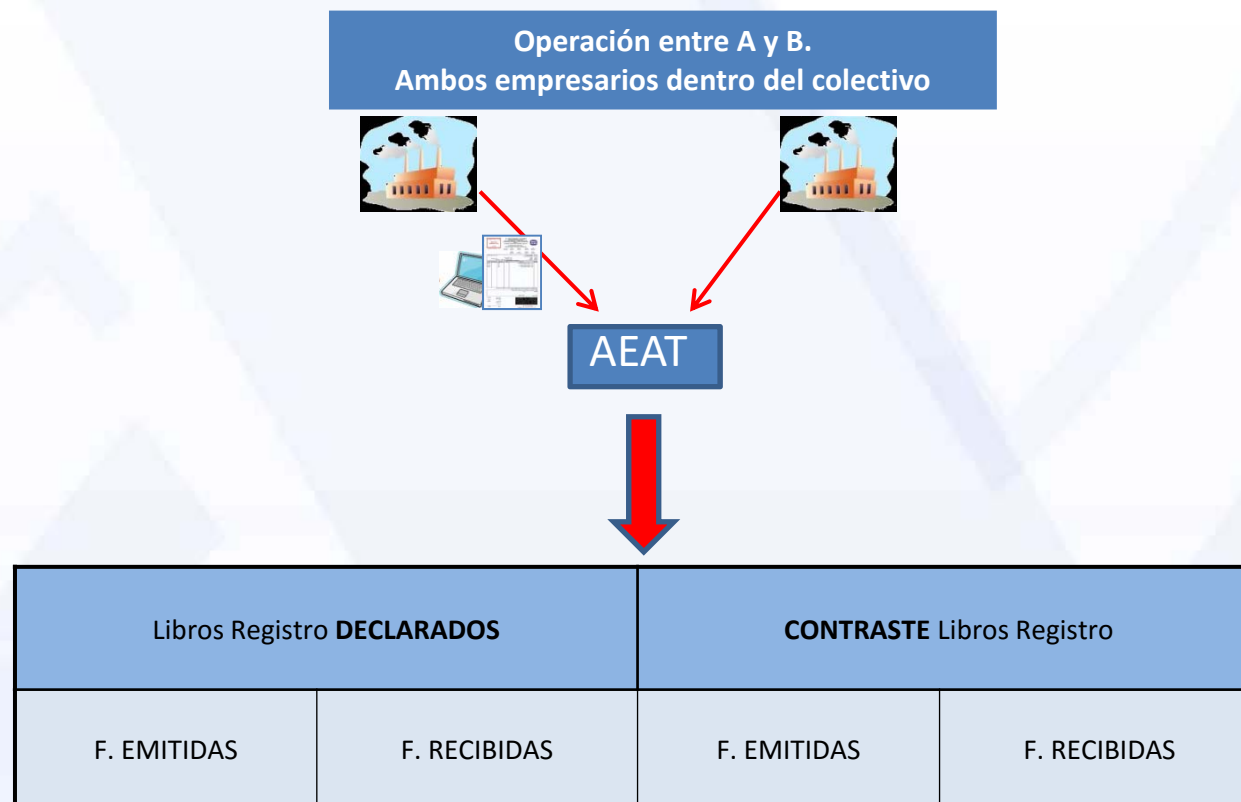 Operación entre A y B.
Ambos empresarios dentro del colectivo
AEAT
Libros Registro DECLARADOS
CONTRASTE Libros Registro
F. EMITIDAS
F. RECIBIDAS
F. EMITIDAS
F. RECIBIDAS